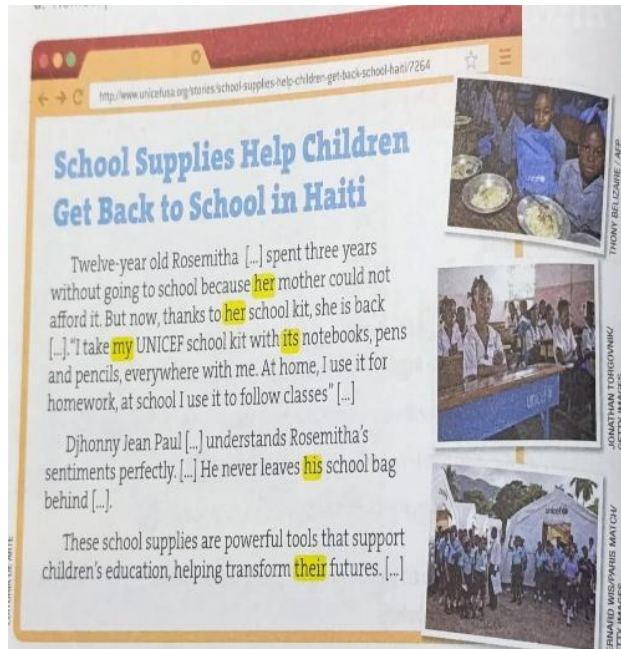 http://www.unicefusa.org/stories/school-supplies-help-children-get-back-school-haiti/7264
School Supplies Help Children
Get Back to School in Haiti
Twelve-year old Rosemitha [...] spent three years
without going to school because her mother could not
afford it. But now, thanks to her school kit, she is back
[...]. “I take my UNICEF school kit with its notebooks, pens
and pencils, everywhere with me. At home, I use it for
homework, at school I use it to follow classes” [...]
Djhonny Jean Paul [...] understands Rosemitha’s
sentiments perfectly. [...] He never leaves his school bag
behind [...].
These school supplies are powerful tools that support
children’s education, helping transform their futures. [...]
THONY BELIZAIRE / AFP
JONATHAN TORGOVNIK/
GETTY IMAGES
unicef
BERNARD WIS/PARIS MATCH/
GETTY IMAGES